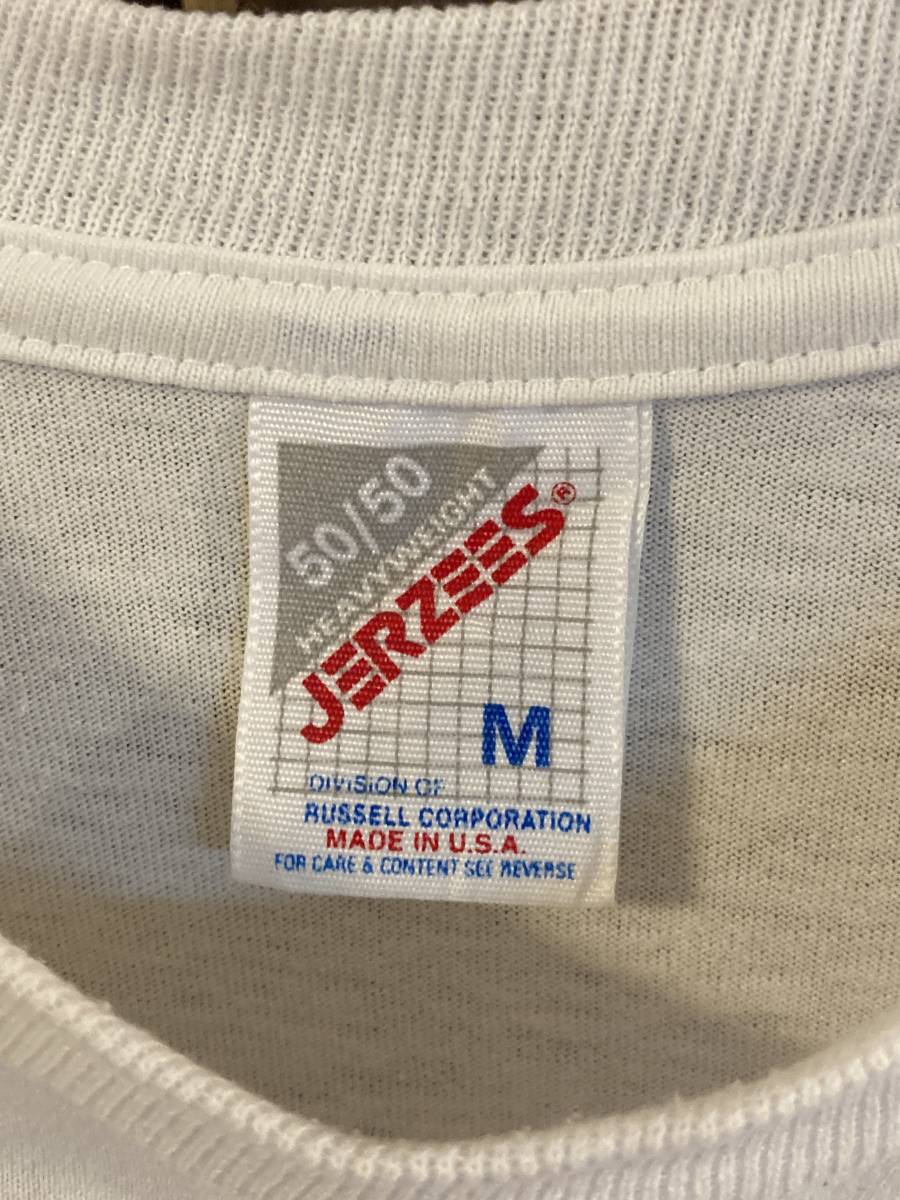 50/50
HEAVYWEIGHT
JERZEES®
M
DIVISION OF
RUSSELL CORPORATION
MADE IN U.S.A.
FOR CARE & CONTENT SEE REVERSE